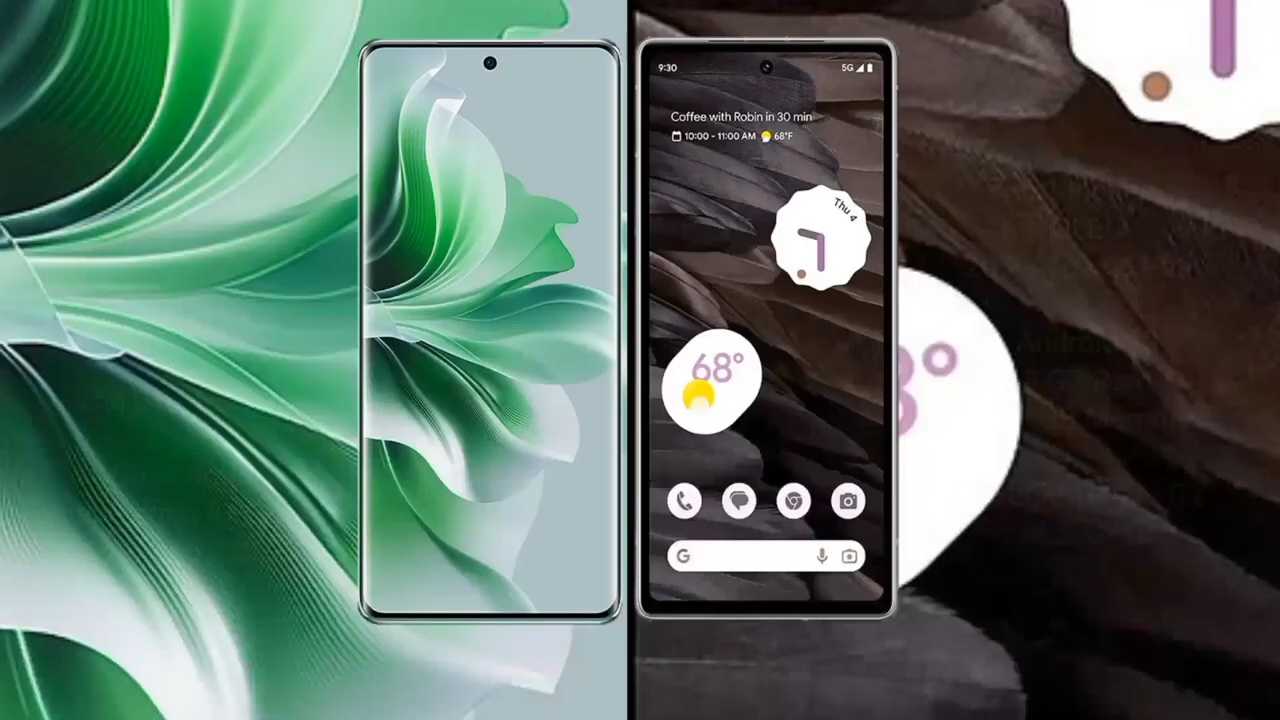 9:30
5G
Coffee with Robin in 30 min
10:00 - 11:00 AM 68°F
Thu 4
68°
G